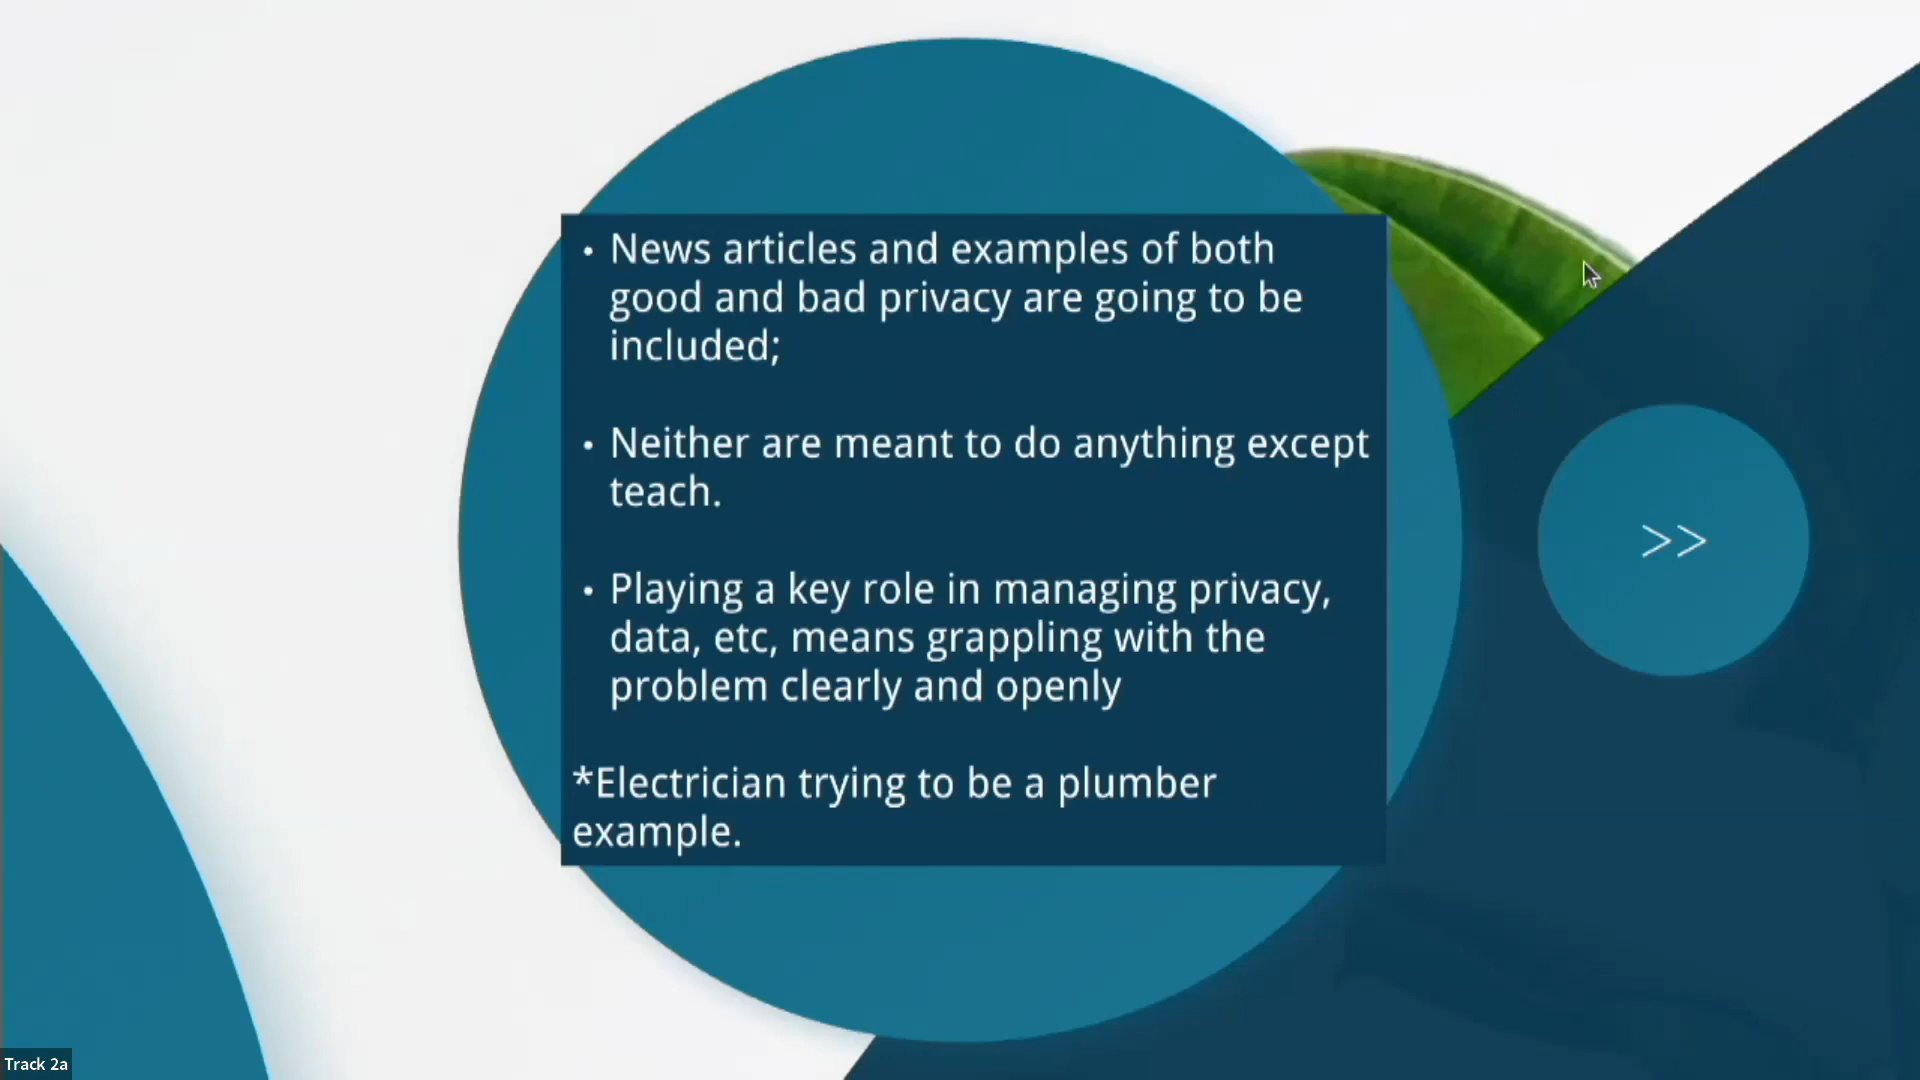 • News articles and examples of both
good and bad privacy are going to be
included;
• Neither are meant to do anything except
teach.
• Playing a key role in managing privacy,
data, etc, means grappling with the
problem clearly and openly
*Electrician trying to be a plumber
example.
>>
Track 2a